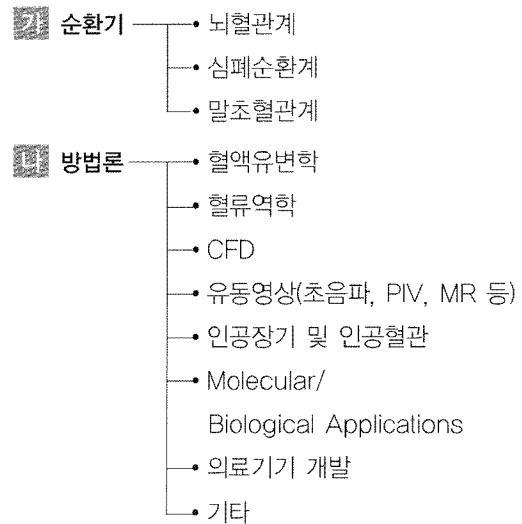 가 순환기 • 뇌혈관계
• 심폐순환계
• 말초혈관계
나 방법론 • 혈액유변학
• 혈류역학
• CFD
• 유동영상(초음파, PIV, MR 등)
• 인공장기 및 인공혈관
• Molecular/
Biological Applications
• 의료기기 개발
• 기타